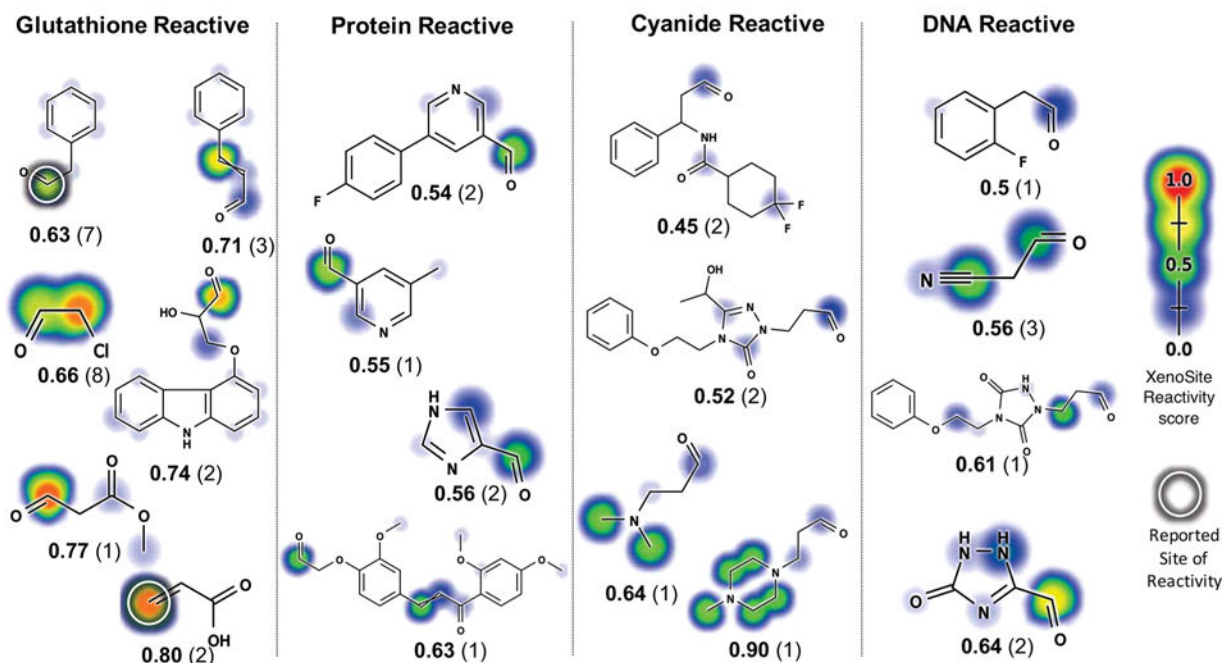 Glutathione Reactive
O
0.63 (7)
O
0.71 (3)
O
Cl
0.66 (8)
O
HO
O
N
H
0.74 (2)
O
O
O
0.77 (1)
O
OH
0.80 (2)
Protein Reactive
N
F
O
0.54 (2)
O
N
0.55 (1)
H
N
N
O
0.56 (2)
O
O
O
O
O
O
0.63 (1)
Cyanide Reactive
O
NH
O
F
F
0.45 (2)
OH
N
N
N
O
O
O
0.52 (2)
O
N
0.64 (1)
O
N
N
0.90 (1)
DNA Reactive
O
F
0.5 (1)
N
O
0.56 (3)
H
O
N
N
N
O
O
O
0.61 (1)
H
H
N
N
O
N
O
0.64 (2)
1.0
0.5
0.0
XenoSite
Reactivity
score
Reported
Site of
Reactivity